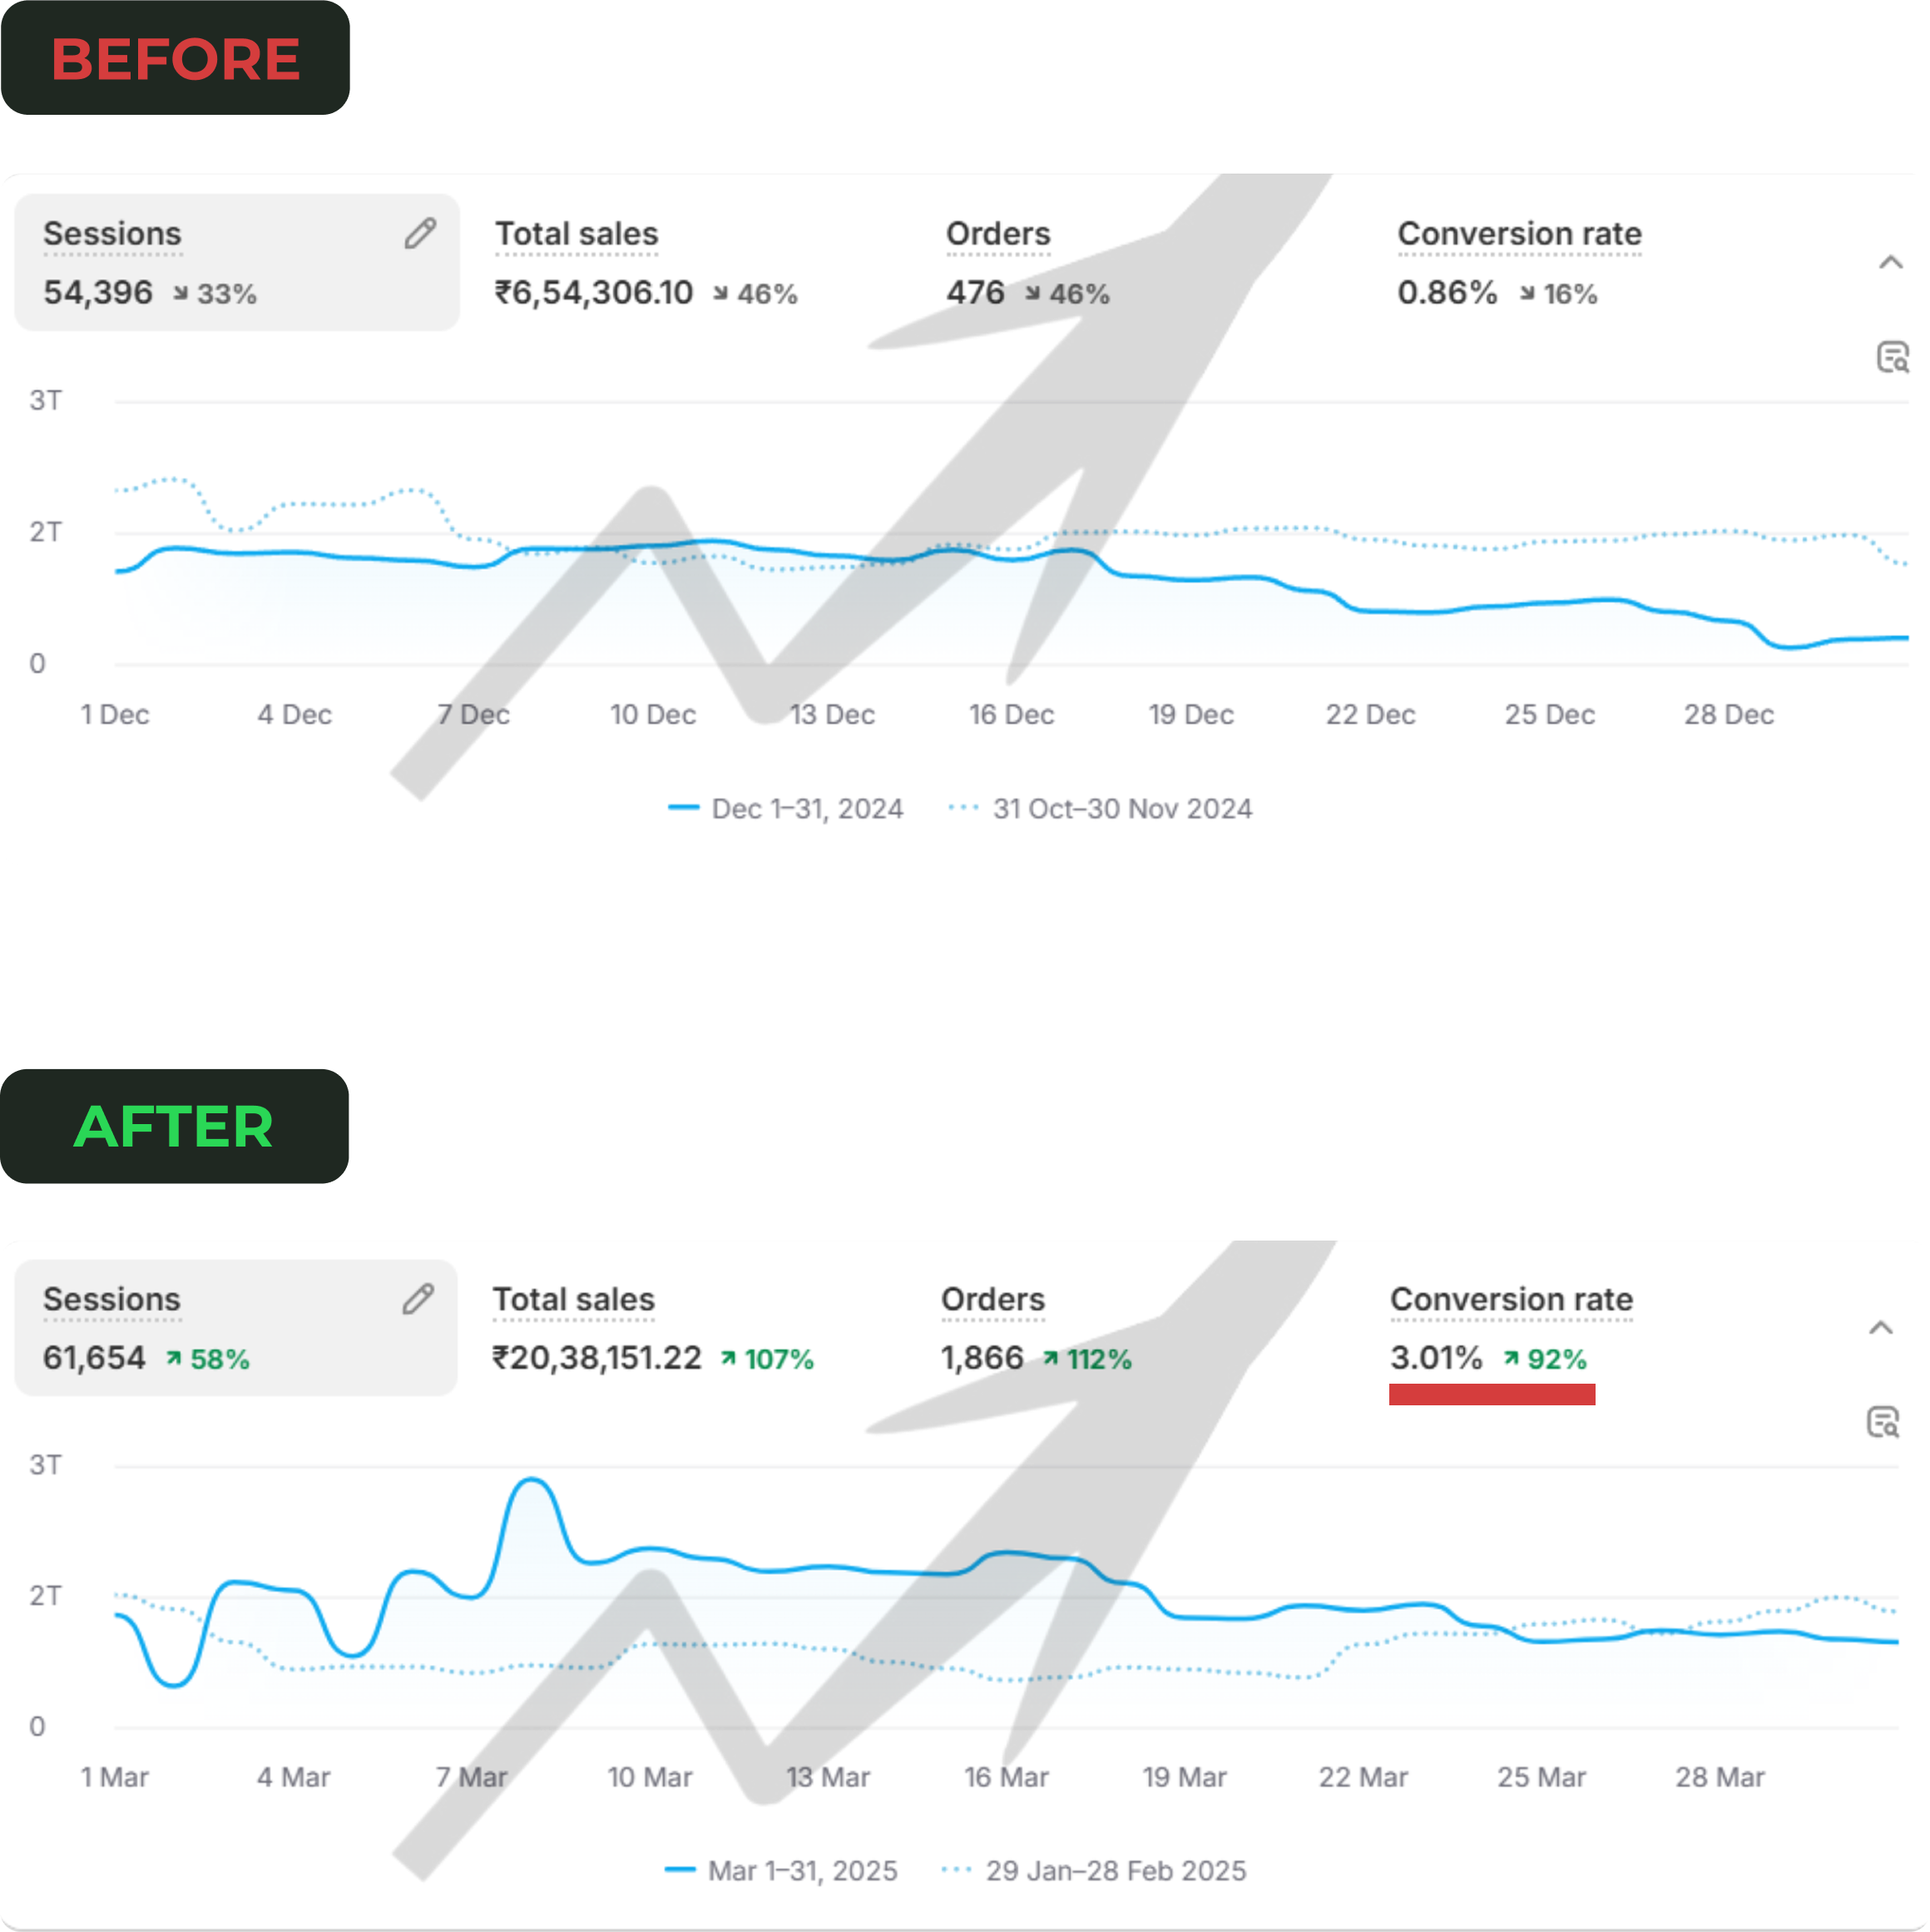 BEFORE
Sessions
54,396 33%
Total sales
₹6,54,306.10 46%
Orders
476 46%
Conversion rate
0.86% 16%
3T
2T
0
1 Dec 4 Dec 7 Dec 10 Dec 13 Dec 16 Dec 19 Dec 22 Dec 25 Dec 28 Dec
Dec 1–31, 2024 31 Oct–30 Nov 2024
AFTER
Sessions
61,654 58%
Total sales
₹20,38,151.22 107%
Orders
1,866 112%
Conversion rate
3.01% 92%
3T
2T
0
1 Mar 4 Mar 7 Mar 10 Mar 13 Mar 16 Mar 19 Mar 22 Mar 25 Mar 28 Mar
Mar 1–31, 2025 29 Jan–28 Feb 2025